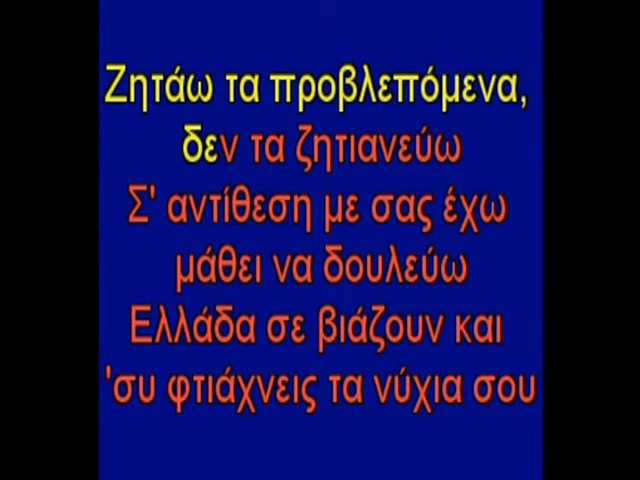 Ζητάω τα προβλεπόμενα,
δεν τα ζητιανεύω
Σ' αντίθεση με σας έχω
μάθει να δουλεύω
Ελλάδα σε βιάζουν και
'συ φτιάχνεις τα νύχια σου